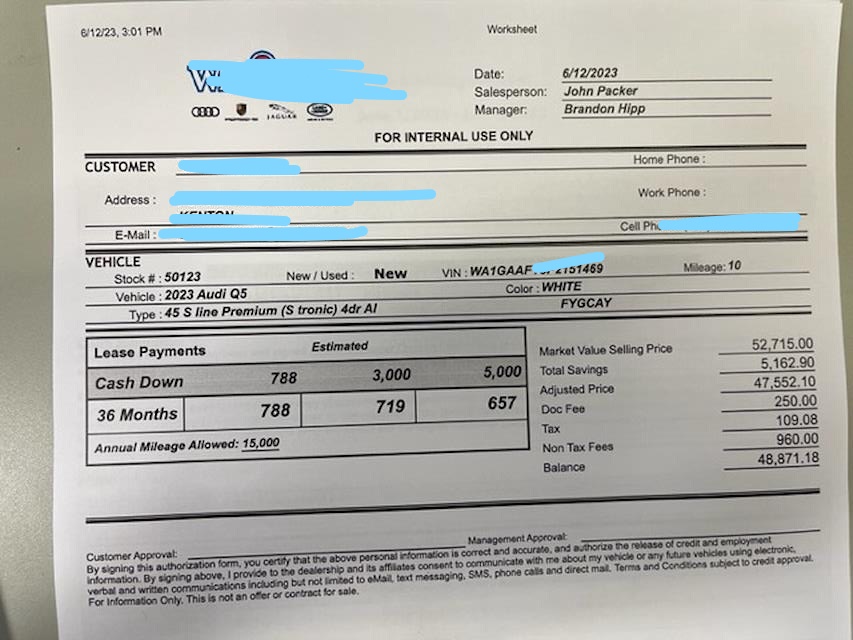 6/12/23, 3:01 PM
Worksheet
W
JAGUAR
Date: 6/12/2023
Salesperson: John Packer
Manager: Brandon Hipp
FOR INTERNAL USE ONLY
CUSTOMER Home Phone :
Address : Work Phone :
KENTON
E-Mail : Cell Ph
VEHICLE
Stock # : 50123 New / Used : New VIN : WA1GAAF 2151469 Mileage: 10
Vehicle : 2023 Audi Q5 Color : WHITE
Type : 45 S line Premium (S tronic) 4dr Al FYGCAY
Lease Payments Estimated
Cash Down 788 3,000 5,000
36 Months 788 719 657
Annual Mileage Allowed: 15,000
Market Value Selling Price 52,715.00
Total Savings 5,162.90
Adjusted Price 47,552.10
Doc Fee 250.00
Tax 109.08
Non Tax Fees 960.00
Balance 48,871.18
Customer Approval: Management Approval:
By signing this authorization form, you certify that the above personal information is correct and accurate, and authorize the release of credit and employment
information. By signing above, I provide to the dealership and its affiliates consent to communicate with me about my vehicle or any future vehicles using electronic,
verbal and written communications including but not limited to eMail, text messaging, SMS, phone calls and direct mail. Terms and Conditions subject to credit approval.
For Information Only. This is not an offer or contract for sale.